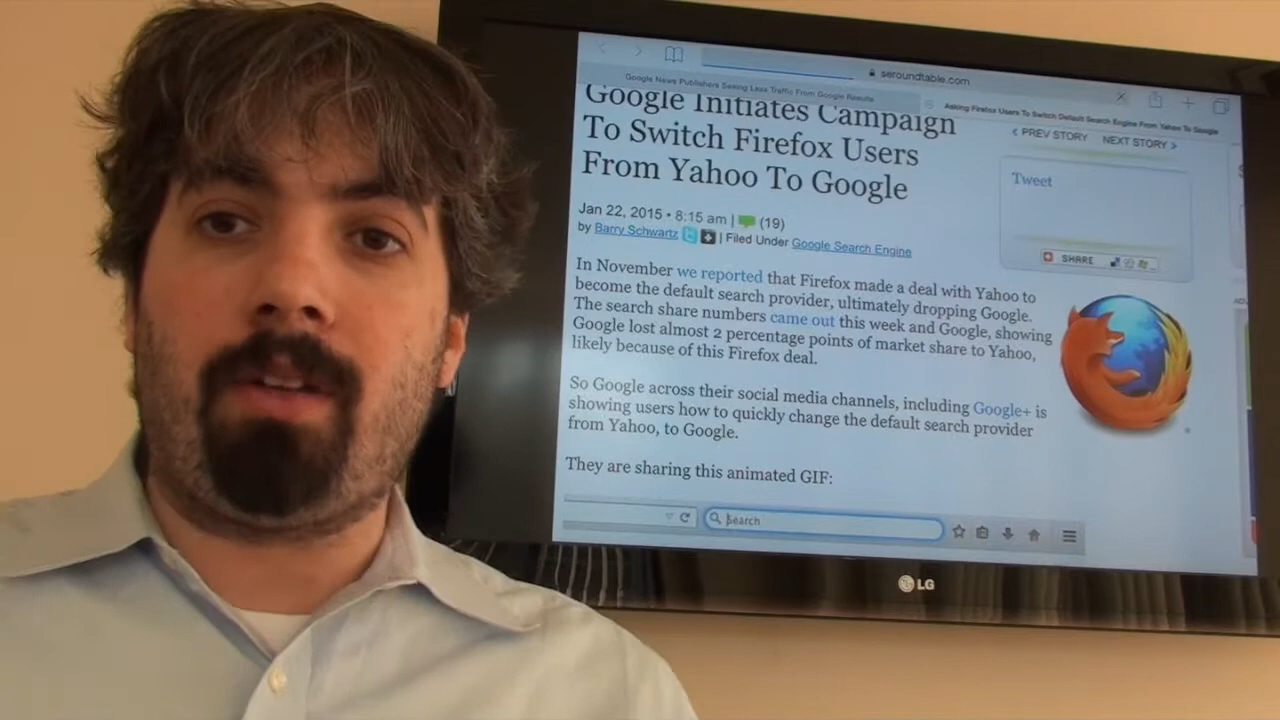 seroundtable.com
Google News Publishers Seeing Less Traffic From Google Results
Asking Firefox Users To Switch Default Search Engine From Yahoo To Google
Google Initiates Campaign
To Switch Firefox Users
From Yahoo To Google
‹ PREV STORY NEXT STORY ›
Tweet
SHARE
Jan 22, 2015 • 8:15 am | (19)
by Barry Schwartz | Filed Under Google Search Engine
In November we reported that Firefox made a deal with Yahoo to
become the default search provider, ultimately dropping Google.
The search share numbers came out this week and Google, showing
Google lost almost 2 percentage points of market share to Yahoo,
likely because of this Firefox deal.
So Google across their social media channels, including Google+ is
showing users how to quickly change the default search provider
from Yahoo, to Google.
They are sharing this animated GIF:
Search
LG